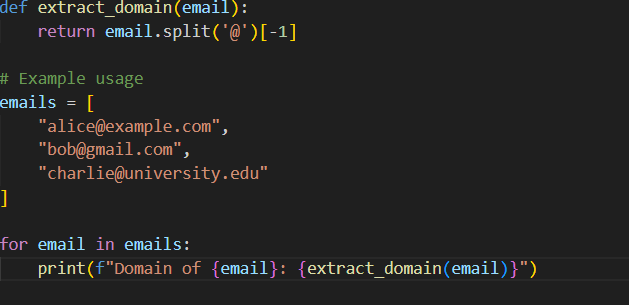 def extract_domain(email):
    return email.split('@')[-1]

# Example usage
emails = [
    "alice@example.com",
    "bob@gmail.com",
    "charlie@university.edu"
]

for email in emails:
    print(f"Domain of {email}: {extract_domain(email)}")